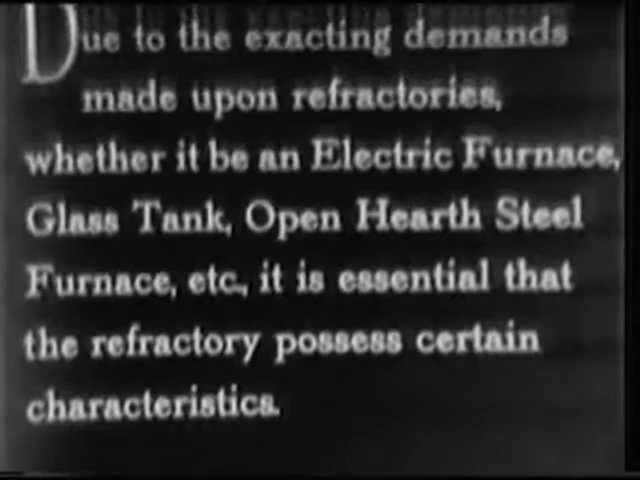 Due to the exacting demands
made upon refractories,
whether it be an Electric Furnace,
Glass Tank, Open Hearth Steel
Furnace, etc., it is essential that
the refractory possess certain
characteristics.